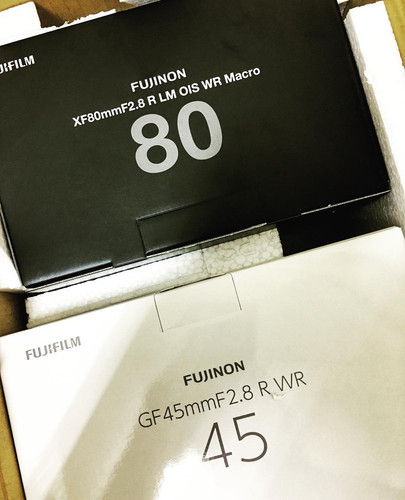 FUJIFILM
FUJINON
XF80mmF2.8 R LM OIS WR Macro
80
FUJIFILM
FUJINON
GF45mmF2.8 R WR
45